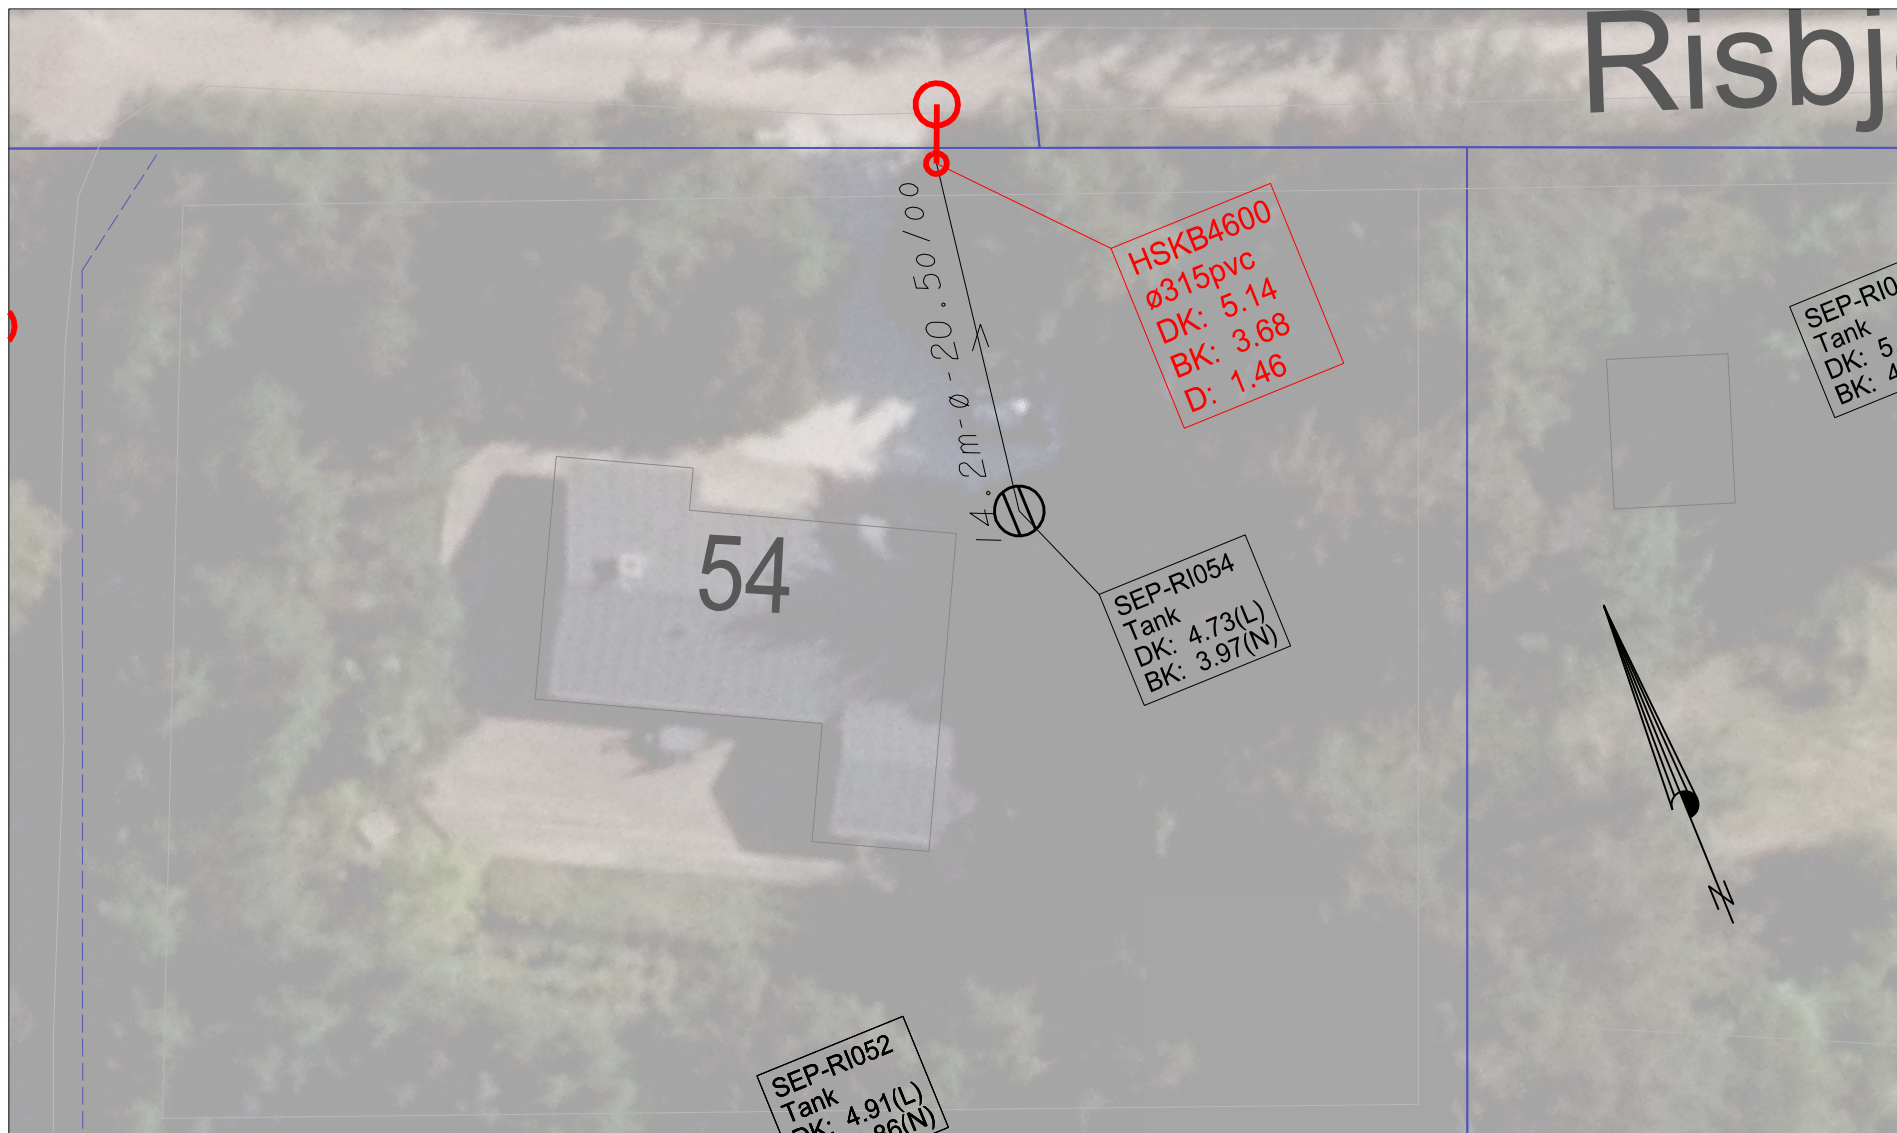 Risbj
14.2m-ø-20.50/00
HSKB4600
ø315pvc
DK: 5.14
BK: 3.68
D: 1.46
SEP-RI0
Tank
DK: 5
BK: 4
54
SEP-RI054
Tank
DK: 4.73(L)
BK: 3.97(N)
N
SEP-RI052
Tank
DK: 4.91(L)
86(N)